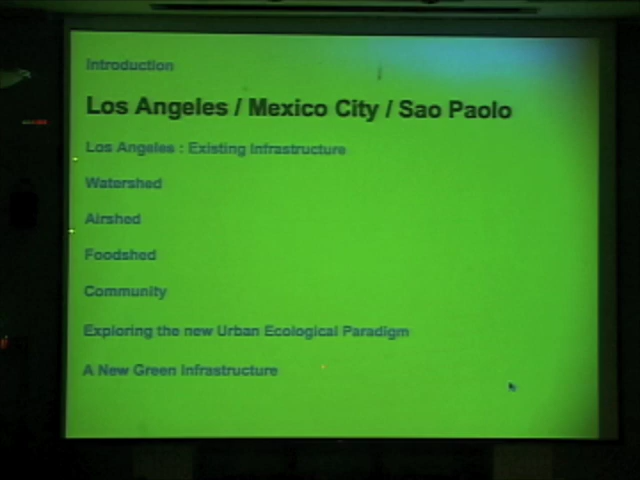 Introduction
Los Angeles / Mexico City / Sao Paolo
Los Angeles : Existing Infrastructure
Watershed
Airshed
Foodshed
Community
Exploring the new Urban Ecological Paradigm
A New Green Infrastructure